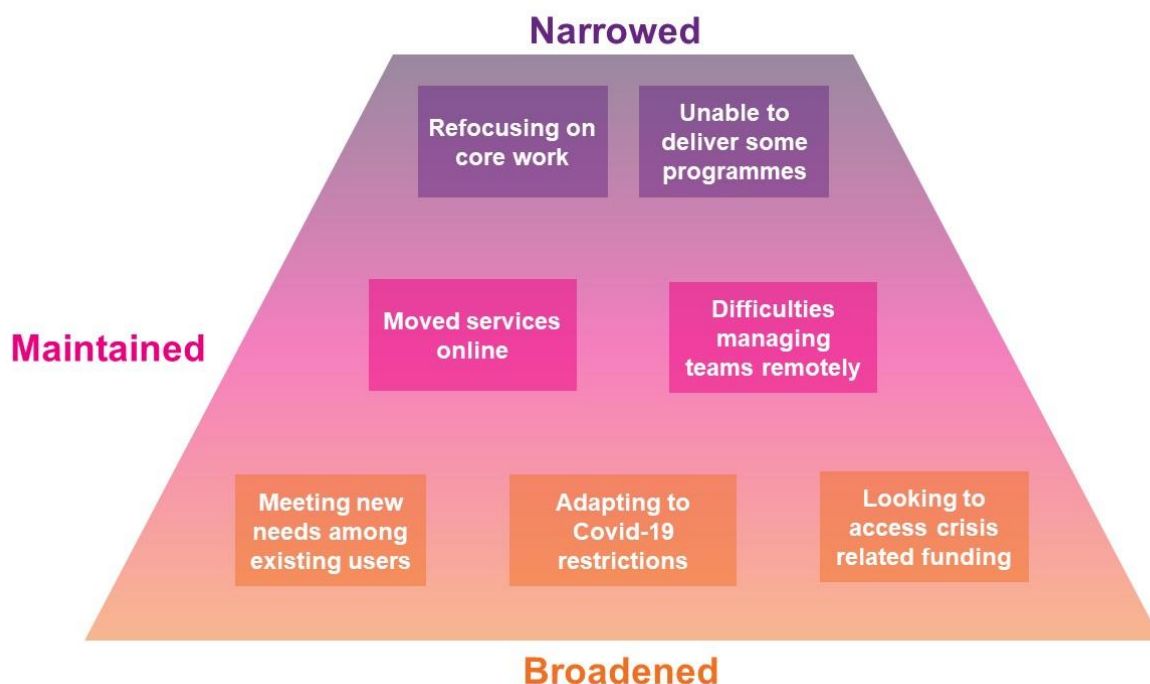 Narrowed
Refocusing on
core work
Unable to
deliver some
programmes
Maintained
Moved services
online
Difficulties
managing
teams remotely
Meeting new
needs among
existing users
Adapting to
Covid-19
restrictions
Looking to
access crisis
related funding
Broadened